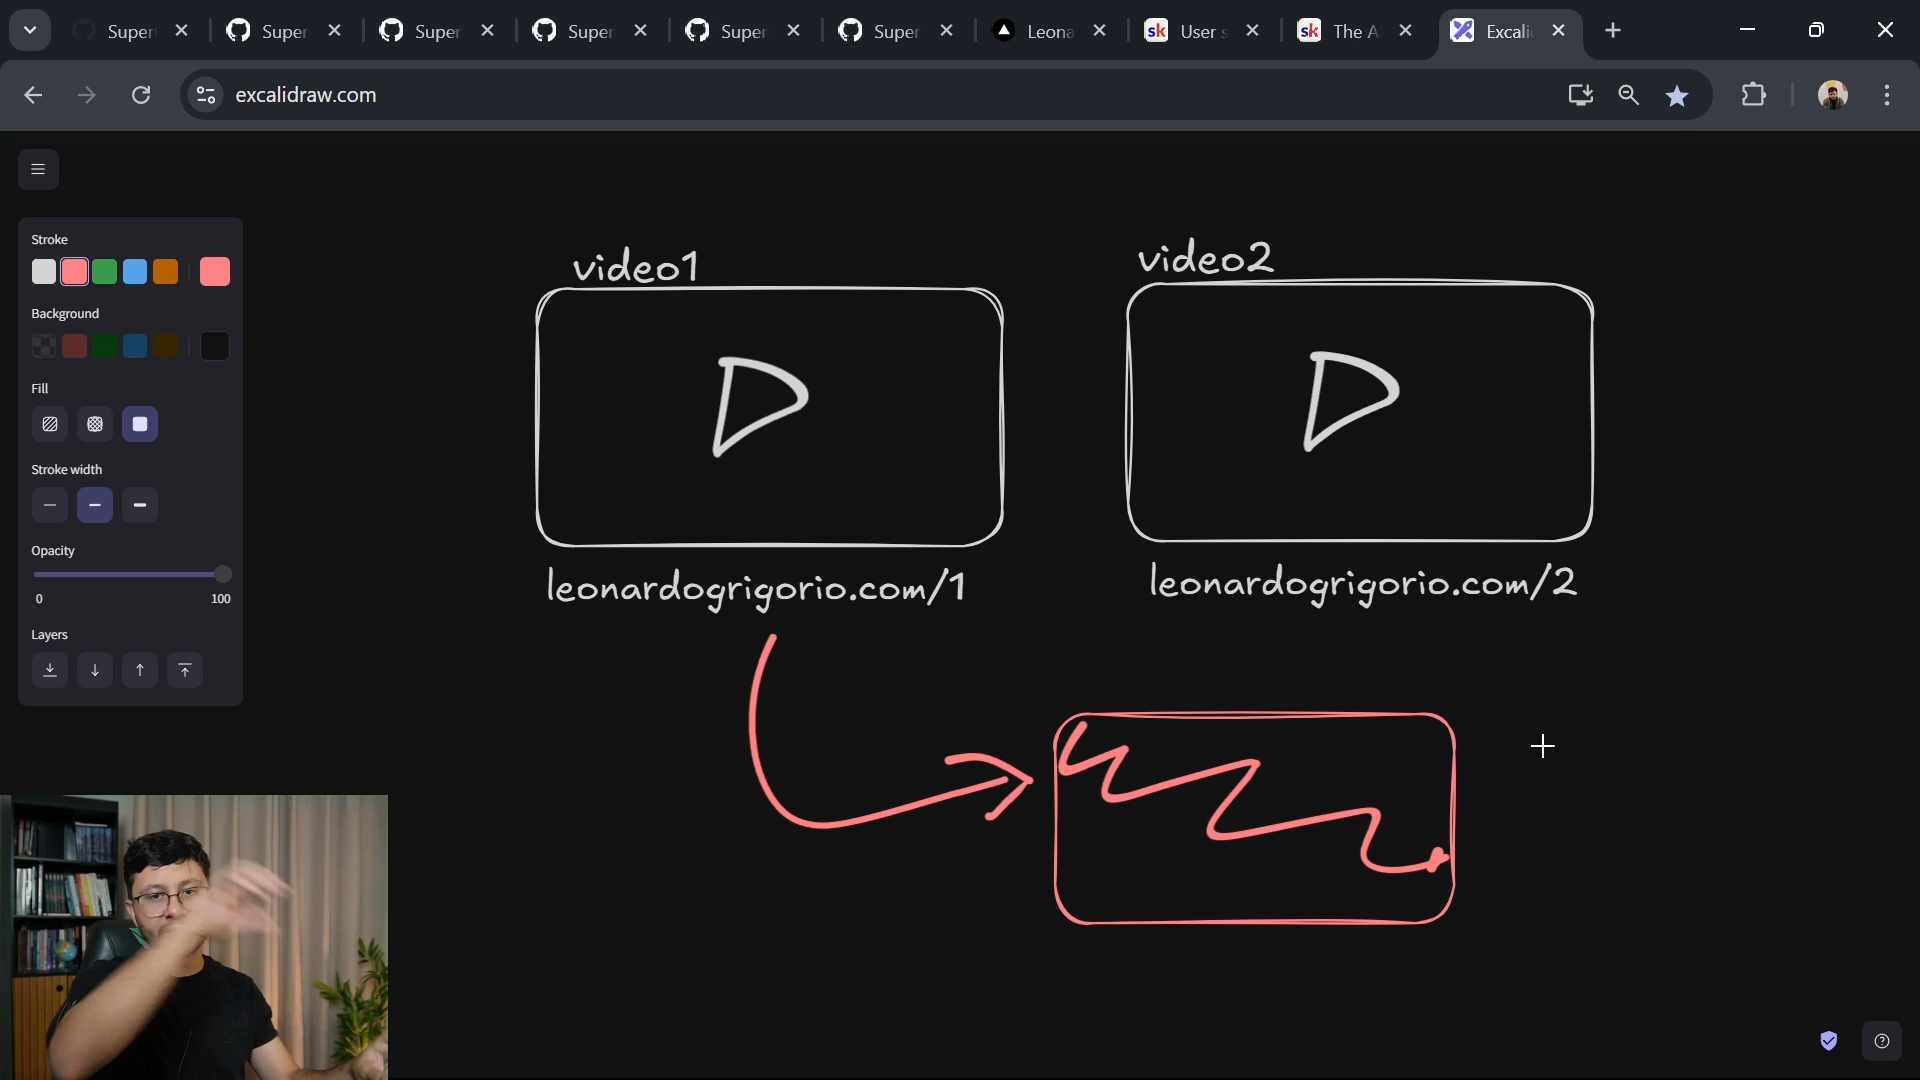 Super
Super
Super
Super
Super
Super
Leona
User s
The A
Excali
excalidraw.com
Stroke
Background
Fill
Stroke width
Opacity
0
100
Layers
video1
video2
leonardogrigorio.com/1
leonardogrigorio.com/2